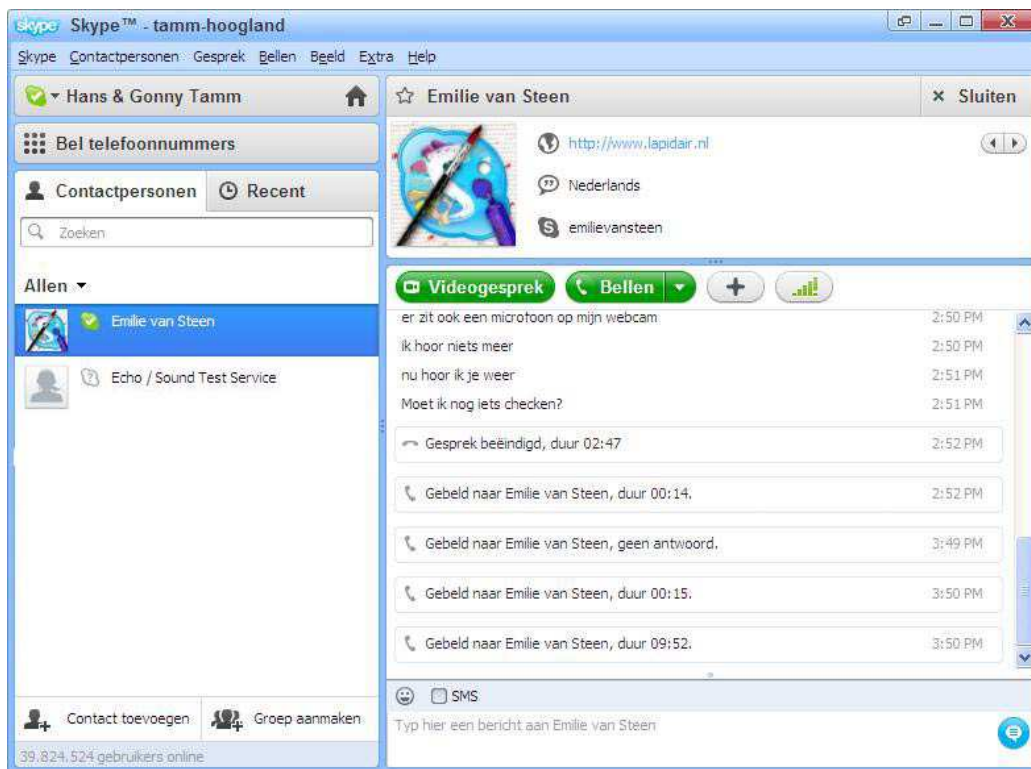 skype Skype™ - tamm-hoogland
Skype Contactpersonen Gesprek Bellen Beeld Extra Help
Hans & Gonny Tamm
Bel telefoonnummers
Contactpersonen Recent
Zoeken
Allen
Emilie van Steen
Echo / Sound Test Service
Contact toevoegen Groep aanmaken
39.824.524 gebruikers online
Emilie van Steen × Sluiten
http://www.lapidair.nl
Nederlands
emilievansteen
Videogesprek Bellen
er zit ook een microfoon op mijn webcam 2:50 PM
ik hoor niets meer 2:50 PM
nu hoor ik je weer 2:51 PM
Moet ik nog iets checken? 2:51 PM
Gesprek beëindigd, duur 02:47 2:52 PM
Gebeld naar Emilie van Steen, duur 00:14. 2:52 PM
Gebeld naar Emilie van Steen, geen antwoord. 3:49 PM
Gebeld naar Emilie van Steen, duur 00:15. 3:50 PM
Gebeld naar Emilie van Steen, duur 09:52. 3:50 PM
SMS
Typ hier een bericht aan Emilie van Steen